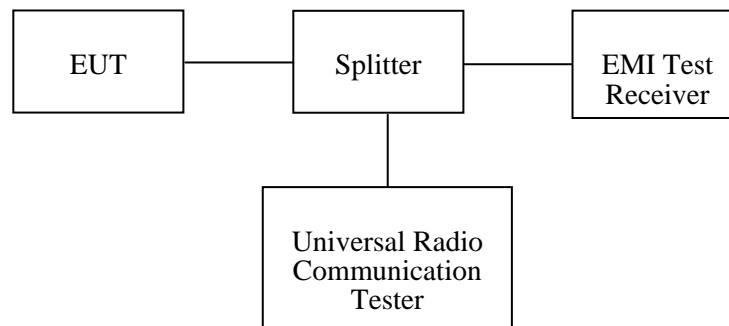 EUT
Splitter
EMI Test
Receiver
Universal Radio
Communication
Tester